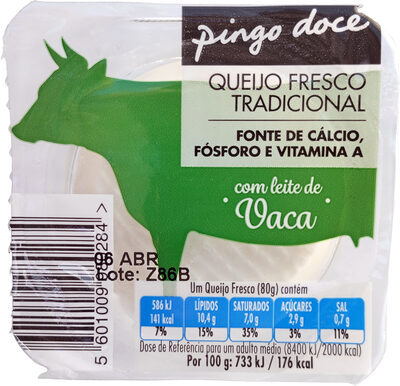 pingo doce
QUEIJO FRESCO
TRADICIONAL
FONTE DE CÁLCIO,
FÓSFORO E VITAMINA A
com leite de
Vaca
06 ABR
Lote: Z86B
Um Queijo Fresco (80g) contém
586 kJ LÍPIDOS SATURADOS AÇÚCARES SAL
141 kcal 10,4 g 7,0 g 2,9 g 0,7 g
7% 15% 35% 3% 11%
Dose de Referência para um adulto médio (8400 kJ/2000 kcal)
Por 100 g: 733 kJ / 176 kcal